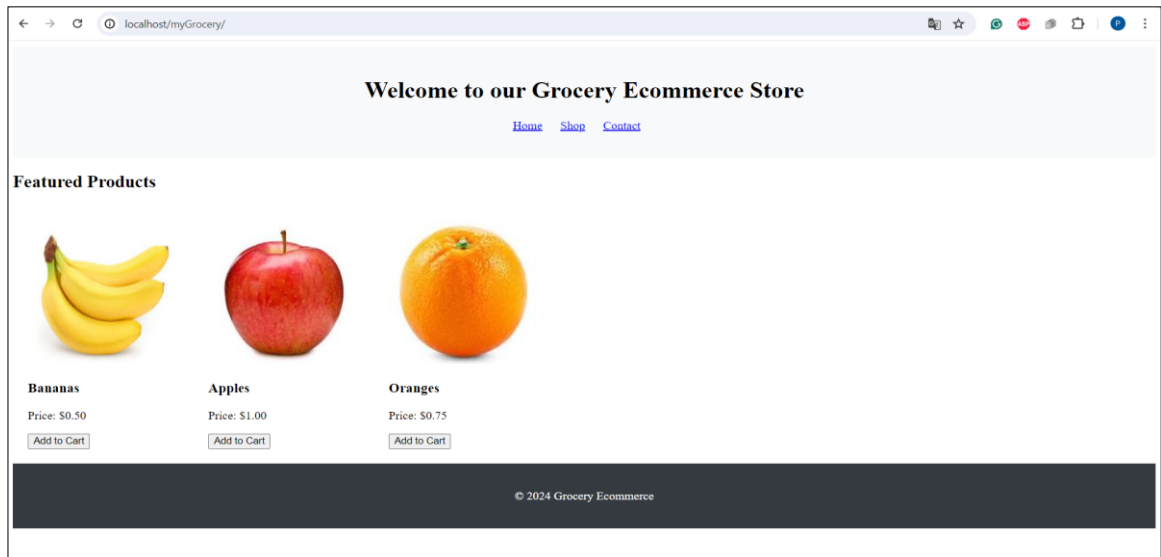 localhost/myGrocery/
ABP
P
Welcome to our Grocery Ecommerce Store
Home Shop Contact
Featured Products
Bananas Apples Oranges
Price: $0.50 Price: $1.00 Price: $0.75
Add to Cart Add to Cart Add to Cart
© 2024 Grocery Ecommerce